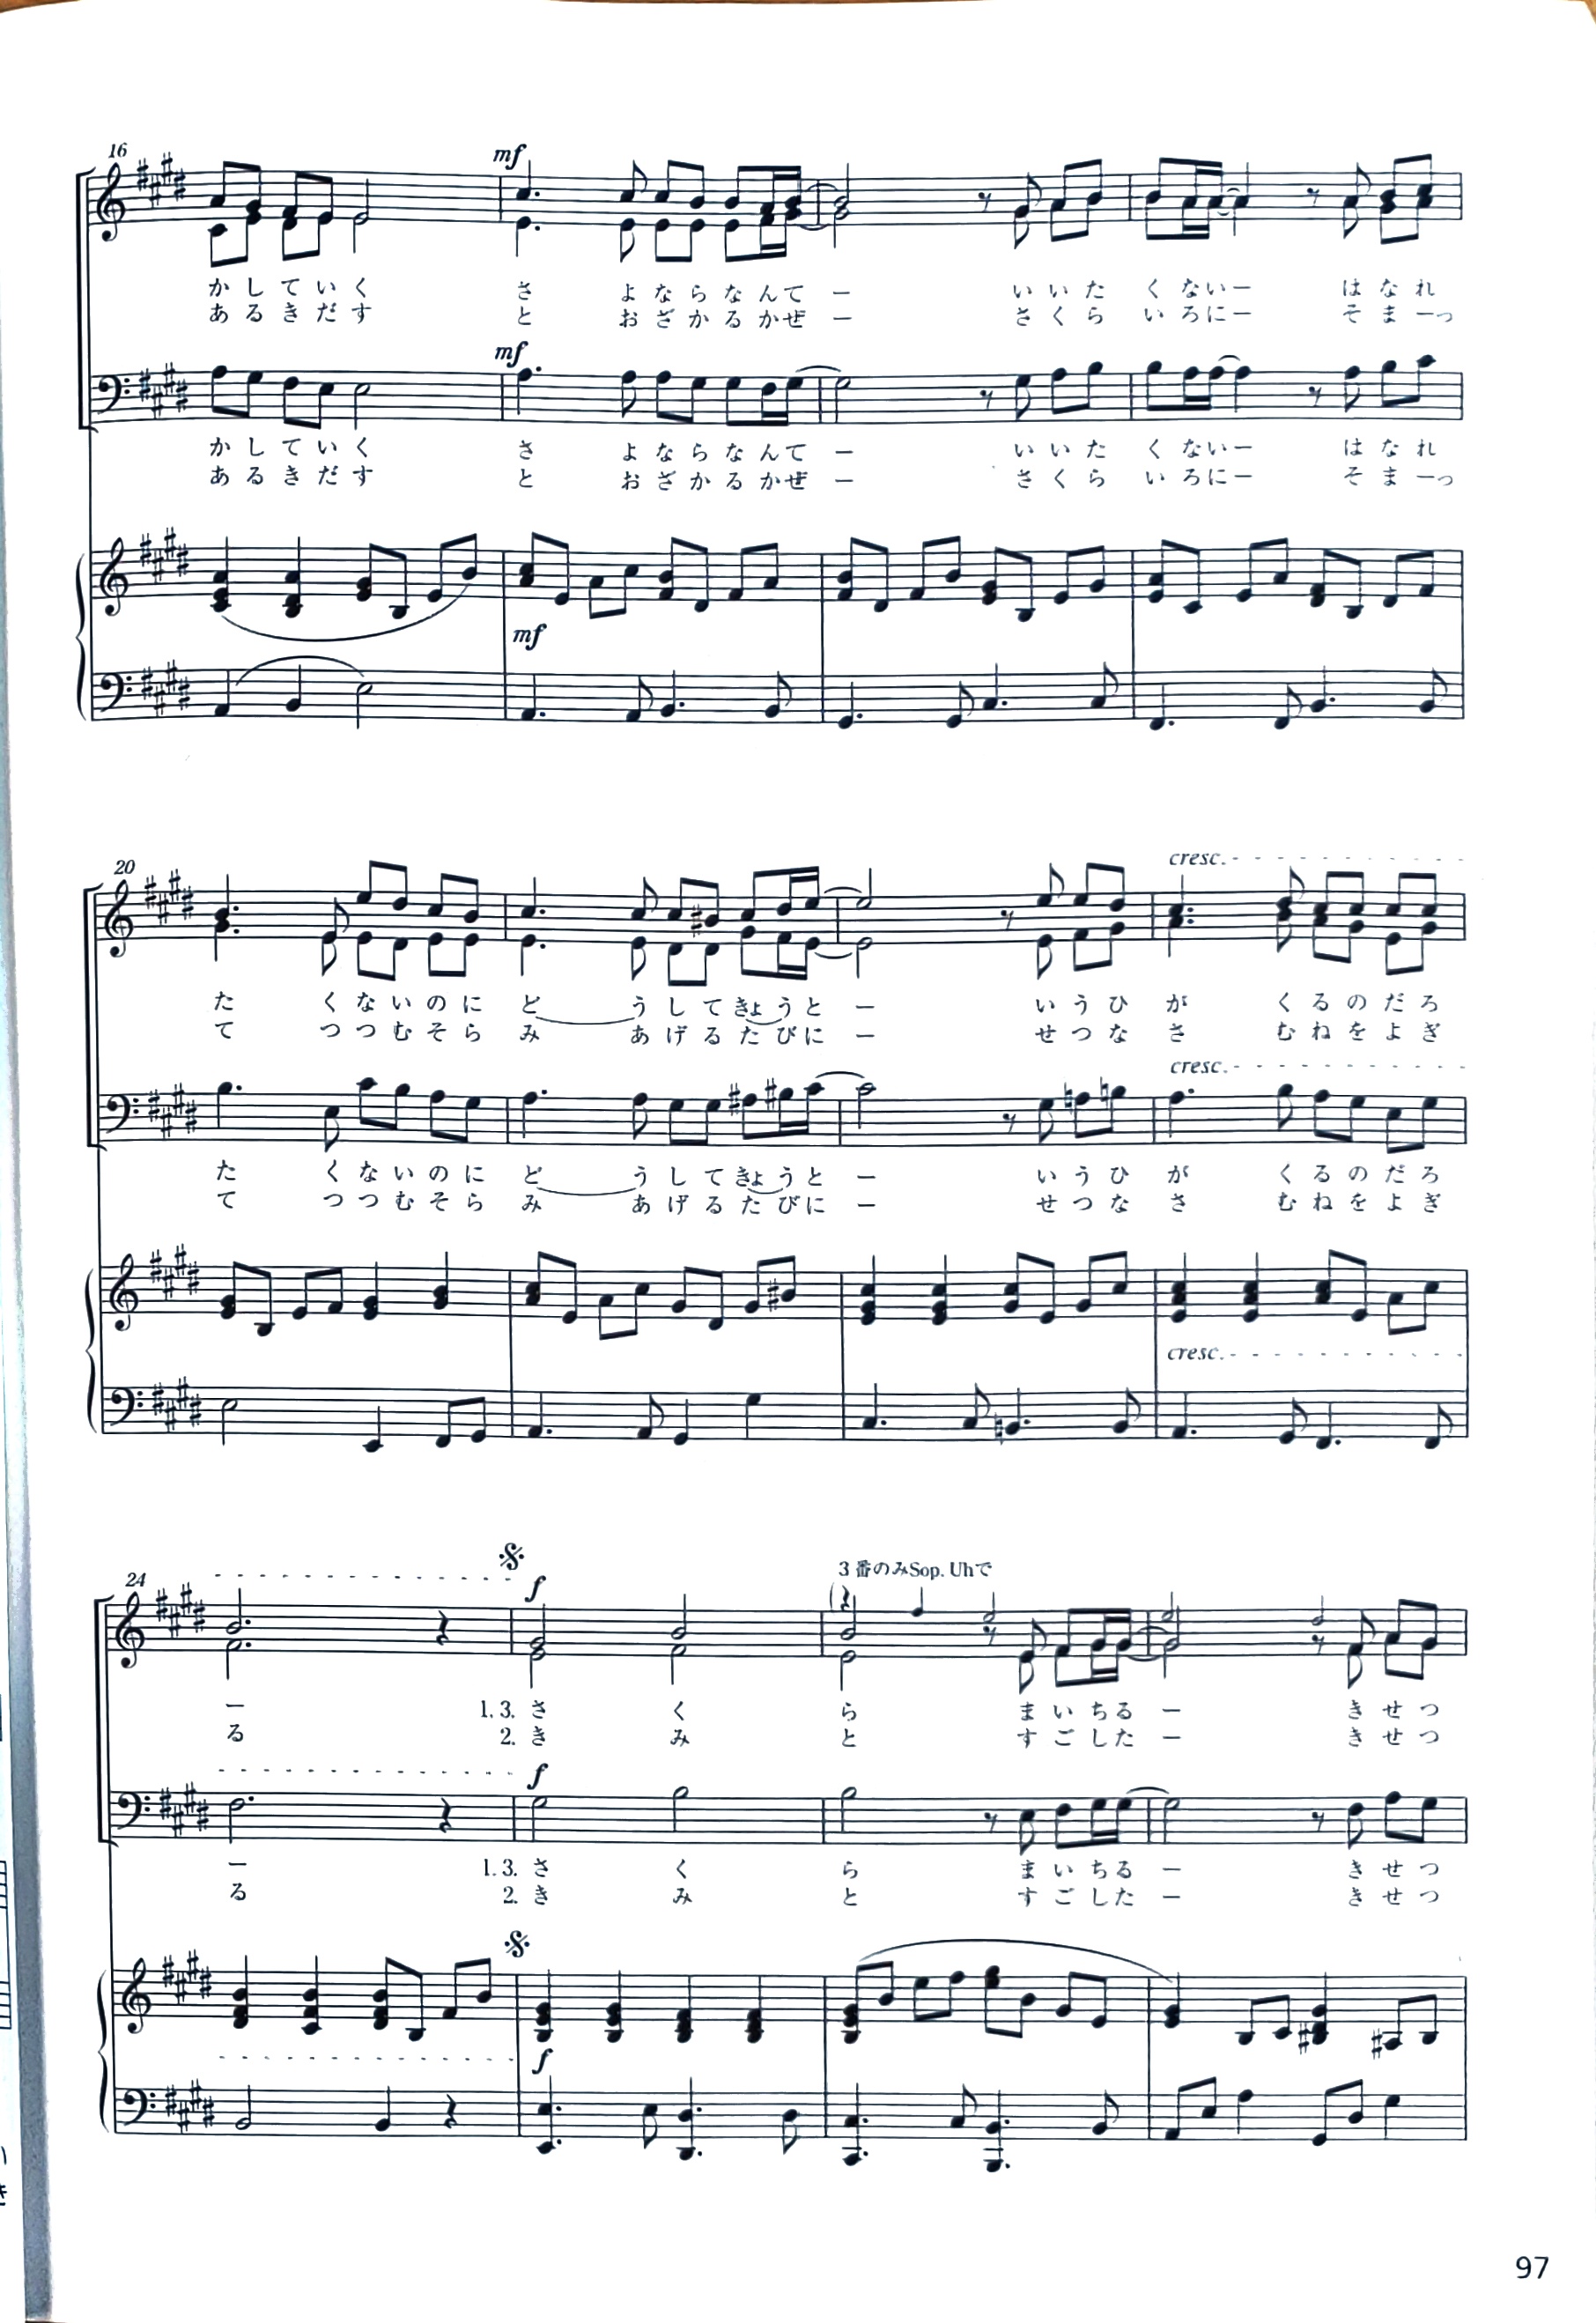 16
mf
かしていく さ よならなんて ー いいた くないー はなれ
あるきだす と おざかるかぜ ー さくら いろにー そまーっ
mf
かしていく さ よならなんて ー いいた くないー はなれ
あるきだす と おざかるかぜ ー さくら いろにー そまーっ
mf
20
cresc.
た くないのに ど うしてきょうと ー いうひ が くるのだろ
て つつむそら み あげるたびに ー せつな さ むねをよぎ
cresc.
た くないのに ど うしてきょうと ー いうひ が くるのだろ
て つつむそら み あげるたびに ー せつな さ むねをよぎ
cresc.
24
3番のみSop. Uhで
f
ー 1. 3. さ く ら まいちる ー きせつ
る 2. き み と すごした ー きせつ
f
ー 1. 3. さ く ら まいちる ー きせつ
る 2. き み と すごした ー きせつ
f
97